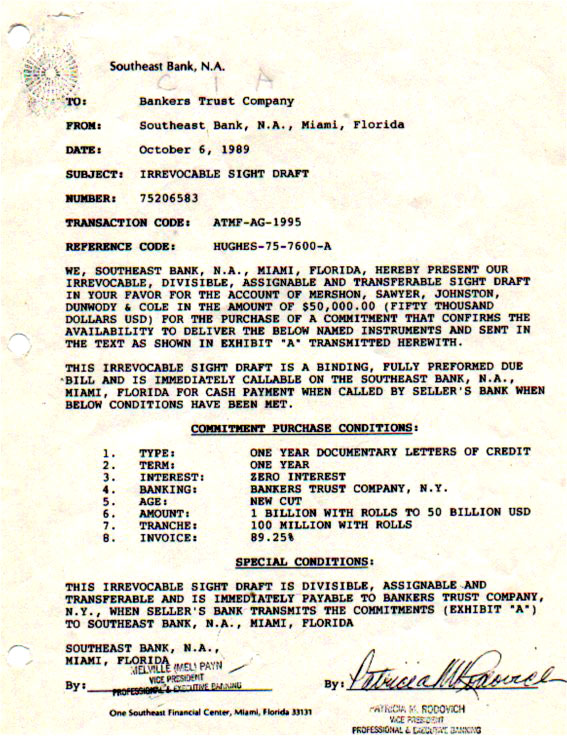 Southeast Bank, N.A.
C I A
TO: Bankers Trust Company
FROM: Southeast Bank, N.A., Miami, Florida
DATE: October 6, 1989
SUBJECT: IRREVOCABLE SIGHT DRAFT
NUMBER: 75206583
TRANSACTION CODE: ATMF-AG-1995
REFERENCE CODE: HUGHES-75-7600-A
WE, SOUTHEAST BANK, N.A., MIAMI, FLORIDA, HEREBY PRESENT OUR
IRREVOCABLE, DIVISIBLE, ASSIGNABLE AND TRANSFERABLE SIGHT DRAFT
IN YOUR FAVOR FOR THE ACCOUNT OF MERSHON, SAWYER, JOHNSTON,
DUNWODY & COLE IN THE AMOUNT OF $50,000.00 (FIFTY THOUSAND
DOLLARS USD) FOR THE PURCHASE OF A COMMITMENT THAT CONFIRMS THE
AVAILABILITY TO DELIVER THE BELOW NAMED INSTRUMENTS AND SENT IN
THE TEXT AS SHOWN IN EXHIBIT "A" TRANSMITTED HEREWITH.
THIS IRREVOCABLE SIGHT DRAFT IS A BINDING, FULLY PREFORMED DUE
BILL AND IS IMMEDIATELY CALLABLE ON THE SOUTHEAST BANK, N.A.,
MIAMI, FLORIDA FOR CASH PAYMENT WHEN CALLED BY SELLER'S BANK WHEN
BELOW CONDITIONS HAVE BEEN MET.
COMMITMENT PURCHASE CONDITIONS:
1. TYPE: ONE YEAR DOCUMENTARY LETTERS OF CREDIT
2. TERM: ONE YEAR
3. INTEREST: ZERO INTEREST
4. BANKING: BANKERS TRUST COMPANY, N.Y.
5. AGE: NEW CUT
6. AMOUNT: 1 BILLION WITH ROLLS TO 50 BILLION USD
7. TRANCHE: 100 MILLION WITH ROLLS
8. INVOICE: 89.25%
SPECIAL CONDITIONS:
THIS IRREVOCABLE SIGHT DRAFT IS DIVISIBLE, ASSIGNABLE AND
TRANSFERABLE AND IS IMMEDIATELY PAYABLE TO BANKERS TRUST COMPANY,
N.Y., WHEN SELLER'S BANK TRANSMITS THE COMMITMENTS (EXHIBIT "A")
TO SOUTHEAST BANK, N.A., MIAMI, FLORIDA
SOUTHEAST BANK, N.A.,
MIAMI, FLORIDA
MELVILLE (MEL) PAYN
VICE PRESIDENT
PROFESSIONAL & EXECUTIVE BANKING
By: By: Patricia M Rodovich
One Southeast Financial Center, Miami, Florida 33131
PATRICIA M. RODOVICH
VICE PRESIDENT
PROFESSIONAL & EXECUTIVE BANKING